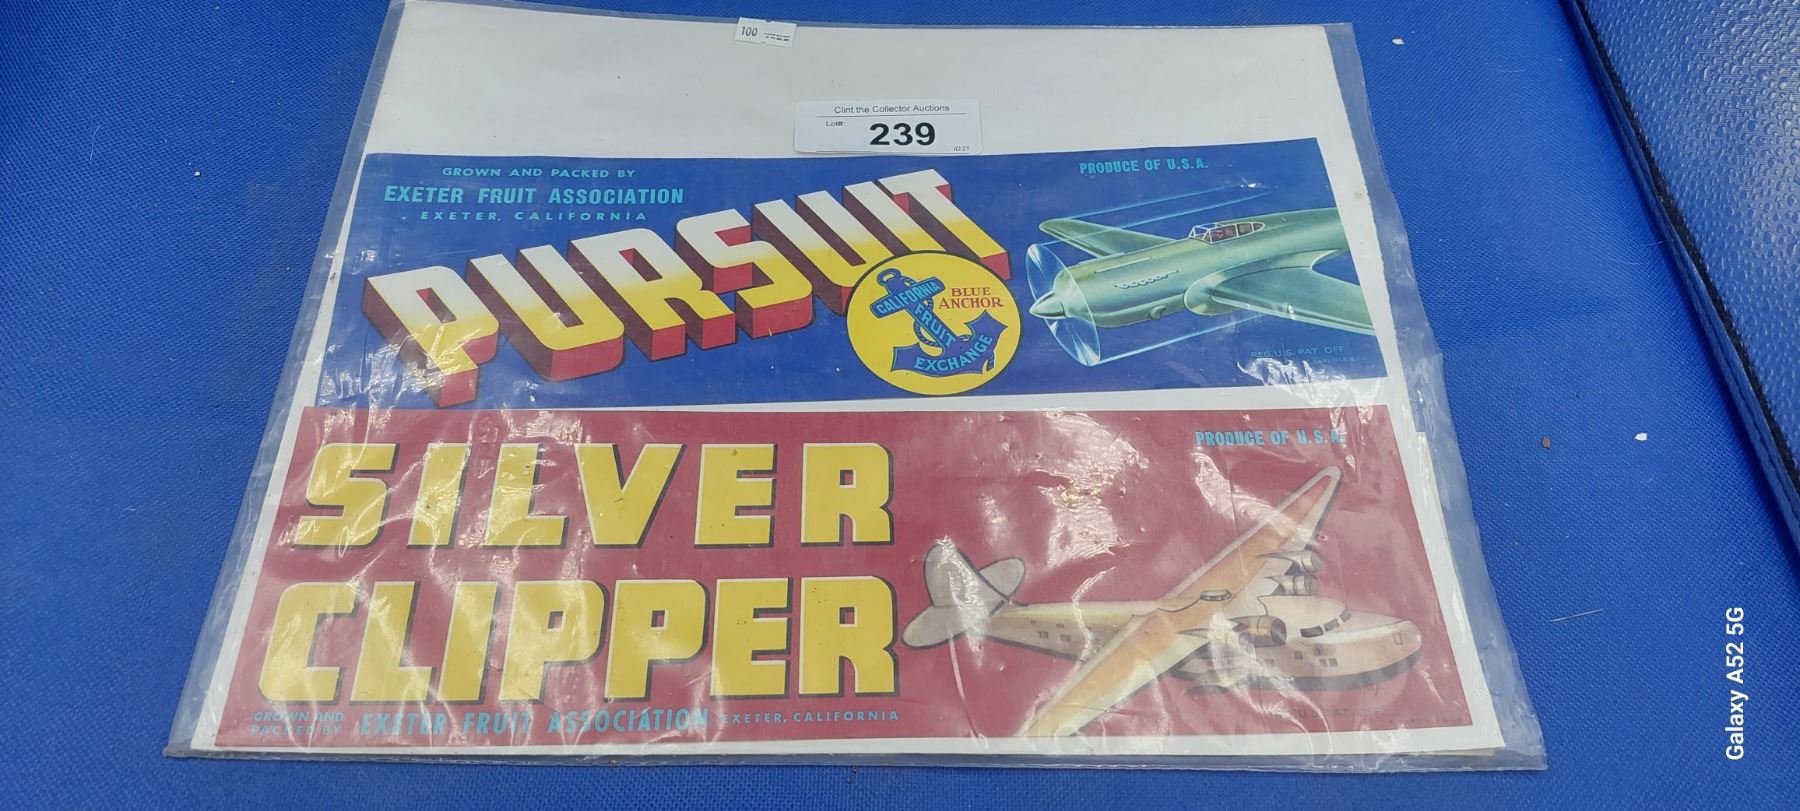 100
Clint the Collector Auctions
Lot#:
239
ID:21
GROWN AND PACKED BY
EXETER FRUIT ASSOCIATION
EXETER, CALIFORNIA
PRODUCE OF U.S.A.
PURSUIT
CALIFORNIA
FRUIT
EXCHANGE
BLUE
ANCHOR
REG. U.S. PAT. OFF
PRODUCE OF U.S.A.
SILVER
CLIPPER
GROWN AND
PACKED BY
EXETER FRUIT ASSOCIATION EXETER, CALIFORNIA
Galaxy A52 5G